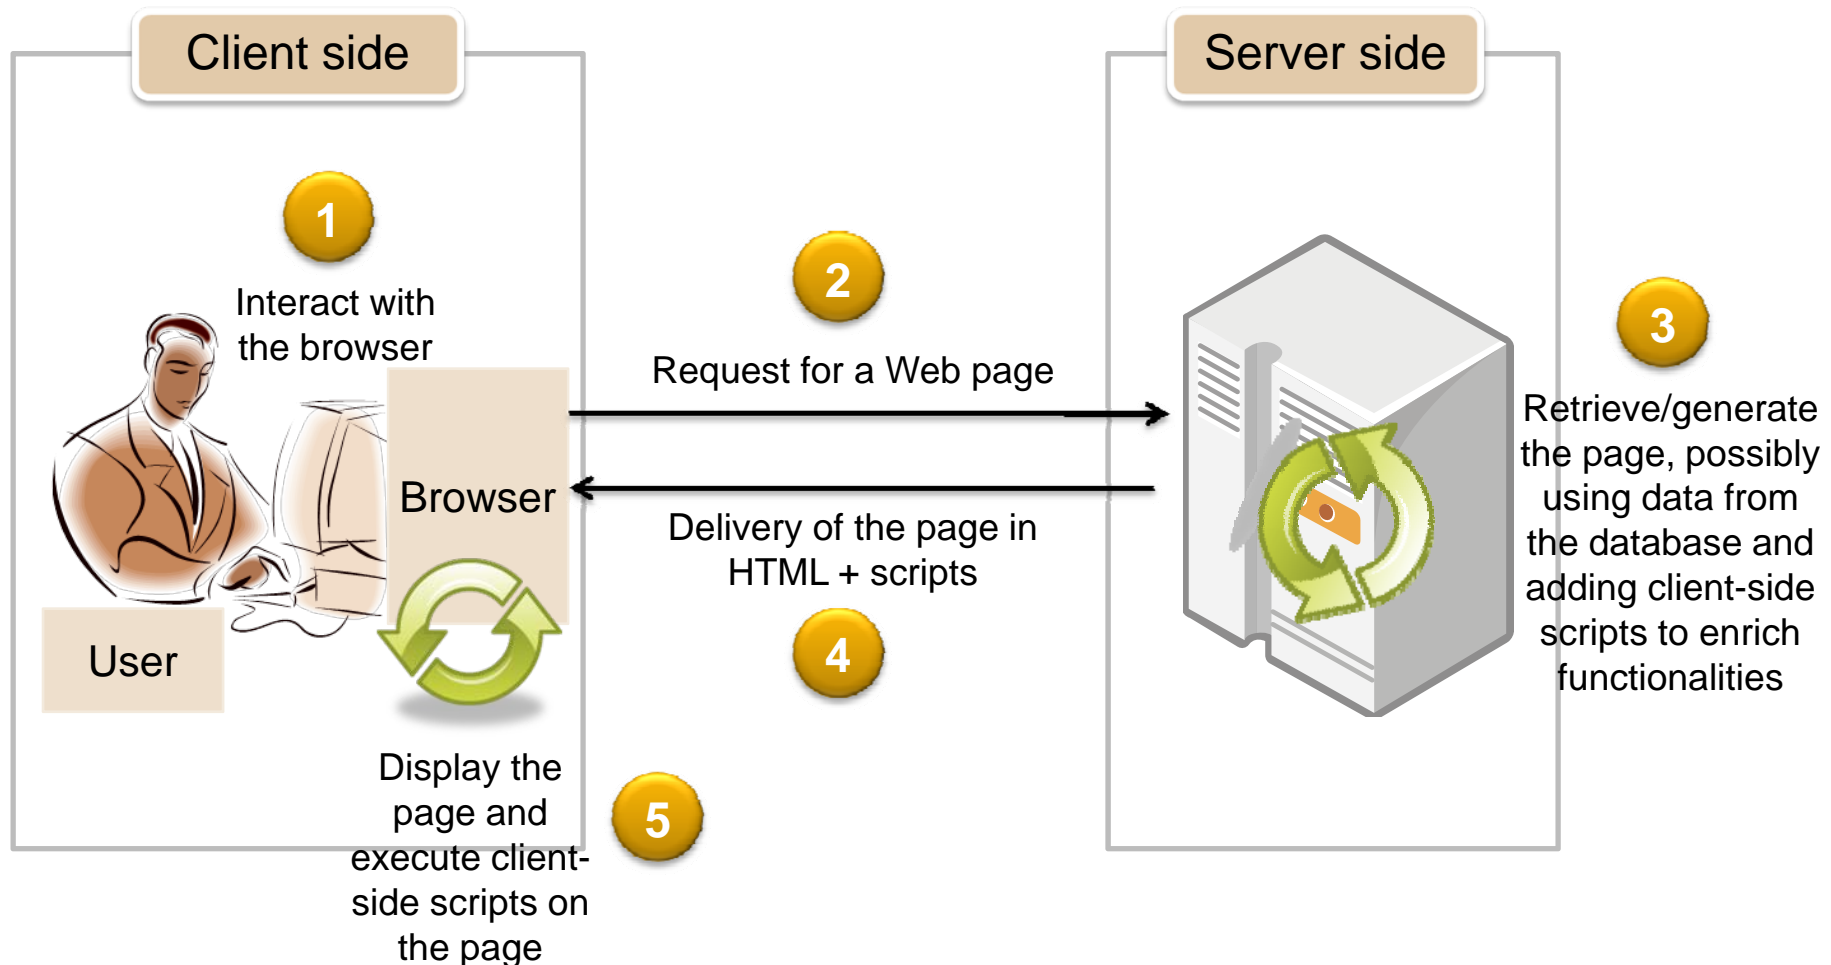 Client side
Server side
1
Interact with
the browser
2
Request for a Web page
3
Retrieve/generate
the page, possibly
using data from
the database and
adding client-side
scripts to enrich
functionalities
Browser
User
Delivery of the page in
HTML + scripts
4
Display the
page and
execute client-
side scripts on
the page
5